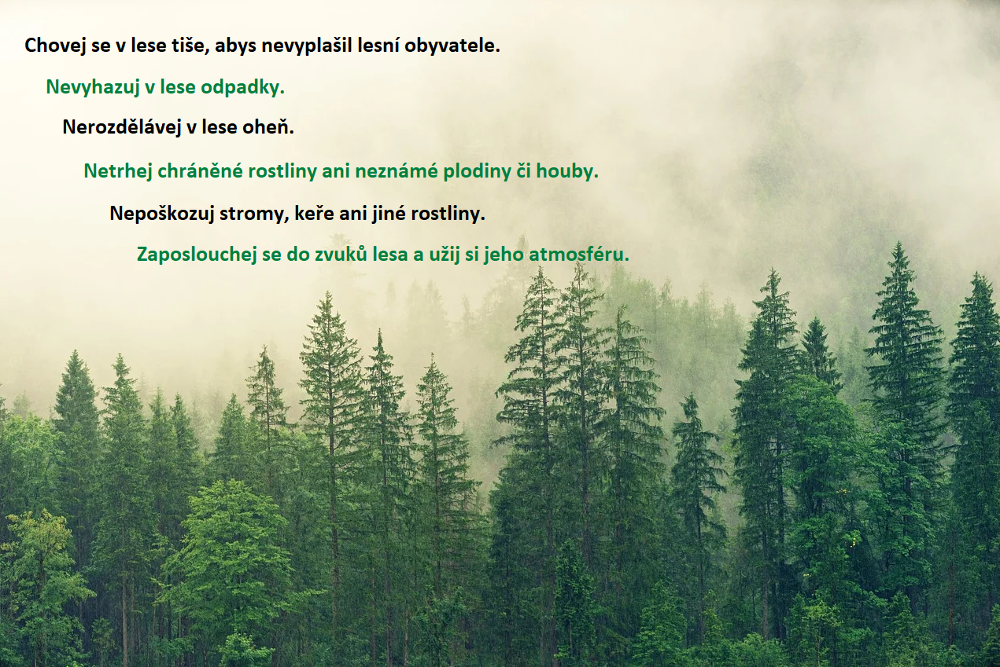 Chovej se v lese tiše, abys nevyplašil lesní obyvatele.
Nevyhazuj v lese odpadky.
Nerozdělávej v lese oheň.
Netrhej chráněné rostliny ani neznámé plodiny či houby.
Nepoškozuj stromy, keře ani jiné rostliny.
Zaposlouchej se do zvuků lesa a užij si jeho atmosféru.